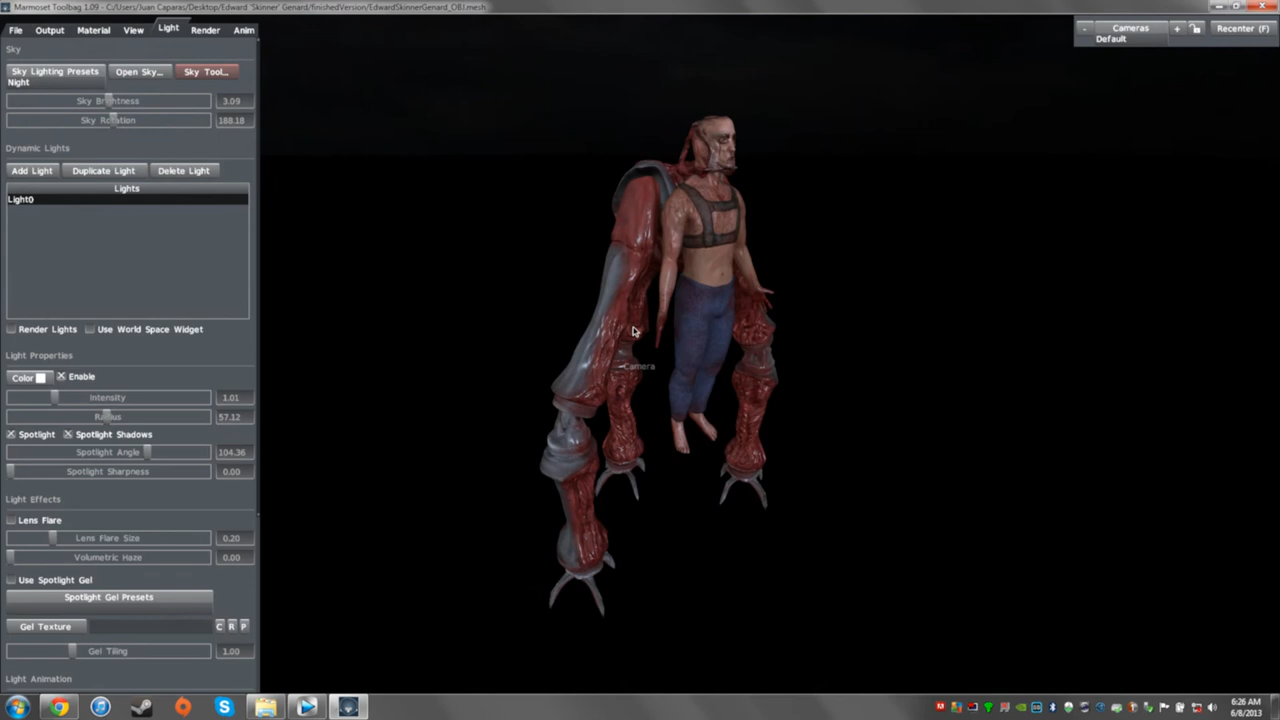 Marmoset Toolbag 1.09 - C:/Users/Juan Caparas/Desktop/Edward 'Skinner' Genard/finishedVersion/EdwardSkinnerGenard_OBJ.mesh
File Output Material View Light Render Anim
Cameras
Default
- +
Recenter (F)
Sky
Sky Lighting Presets Open Sky... Sky Tool...
Night
Sky Brightness 3.09
Sky Rotation 188.18
Dynamic Lights
Add Light Duplicate Light Delete Light
Lights
Light0
Render Lights Use World Space Widget
Light Properties
Color Enable
Intensity 1.01
Radius 57.12
Spotlight Spotlight Shadows
Spotlight Angle 104.36
Spotlight Sharpness 0.00
Light Effects
Lens Flare
Lens Flare Size 0.20
Volumetric Haze 0.00
Use Spotlight Gel
Spotlight Gel Presets
Gel Texture C R P
Gel Tiling 1.00
Light Animation
Camera
6:26 AM
6/8/2013